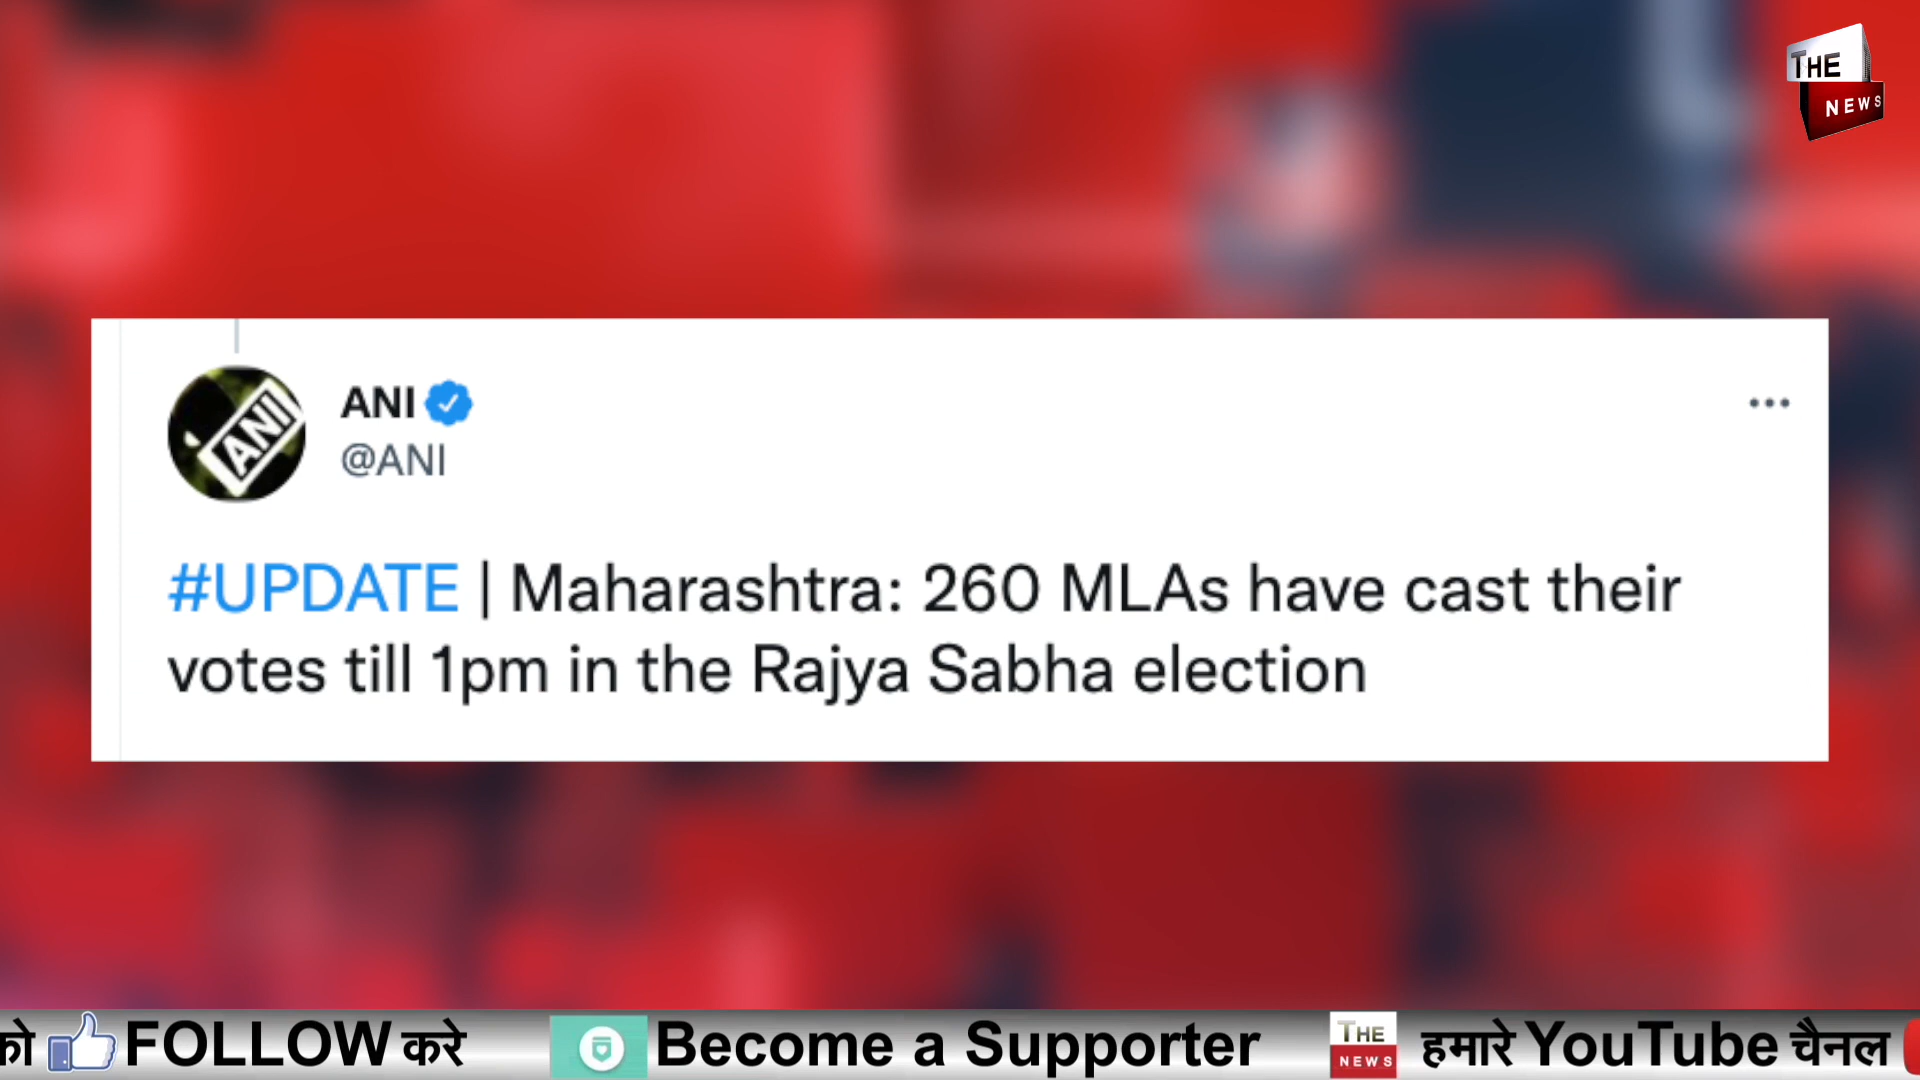 THE
NEWS
ANI
ANI
@ANI
#UPDATE | Maharashtra: 260 MLAs have cast their
votes till 1pm in the Rajya Sabha election
को FOLLOW करे Become a Supporter THE NEWS हमारे YouTube चैनल